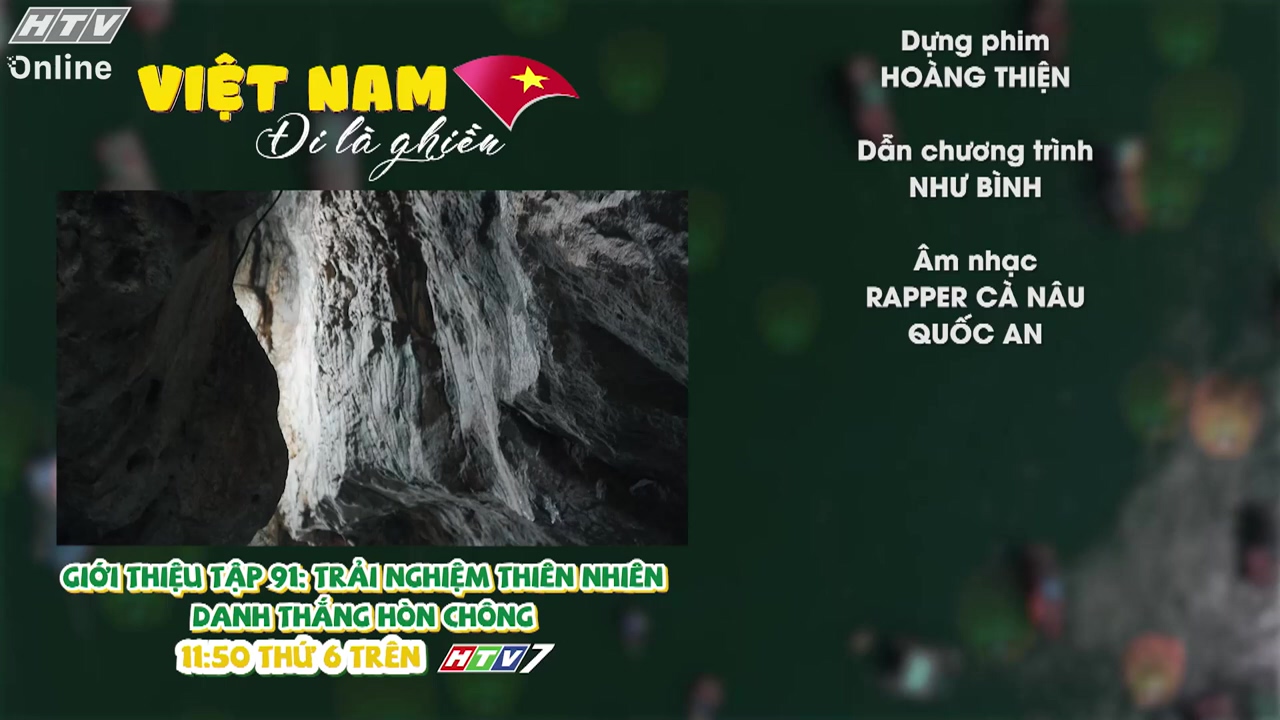 HTV
Online
VIỆT NAM
Đi là ghiền
GIỚI THIỆU TẬP 91: TRẢI NGHIỆM THIÊN NHIÊN
DANH THẮNG HÒN CHÔNG
11:50 THỨ 6 TRÊN HTV7
Dựng phim
HOÀNG THIỆN
Dẫn chương trình
NHƯ BÌNH
Âm nhạc
RAPPER CÀ NÂU
QUỐC AN